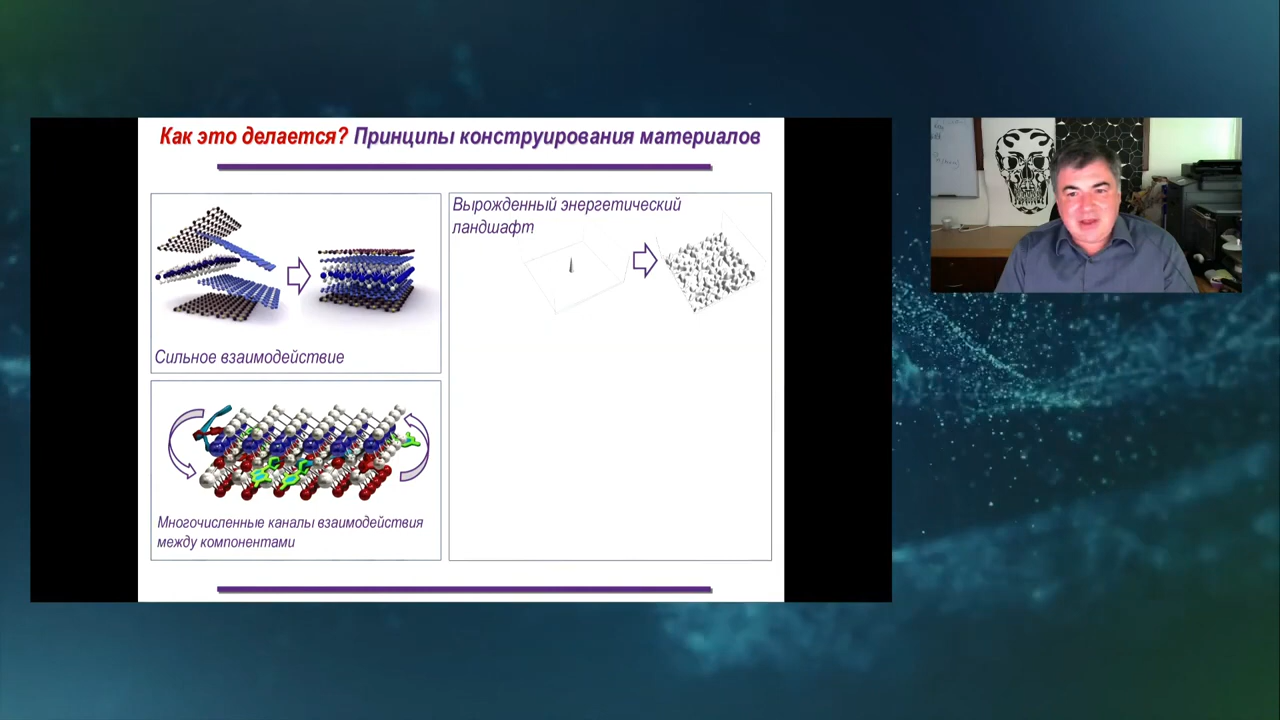 Как это делается? Принципы конструирования материалов
Сильное взаимодействие
Многочисленные каналы взаимодействия
между компонентами
Вырожденный энергетический
ландшафт